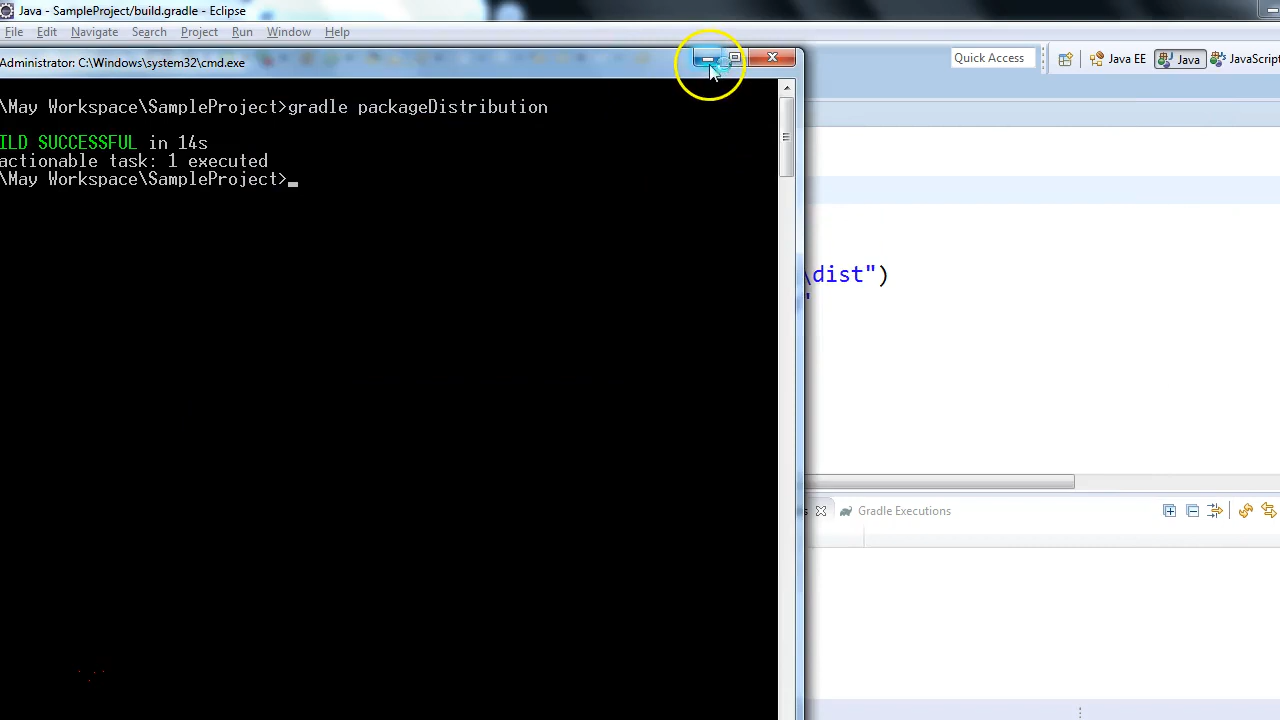 Java - SampleProject/build.gradle - Eclipse
File Edit Navigate Search Project Run Window Help
Administrator: C:\Windows\system32\cmd.exe
Quick Access
Java EE
Java
JavaScript
\May Workspace\SampleProject>gradle packageDistribution
ILD SUCCESSFUL in 14s
actionable task: 1 executed
\May Workspace\SampleProject>
\dist")
"
s
Gradle Executions